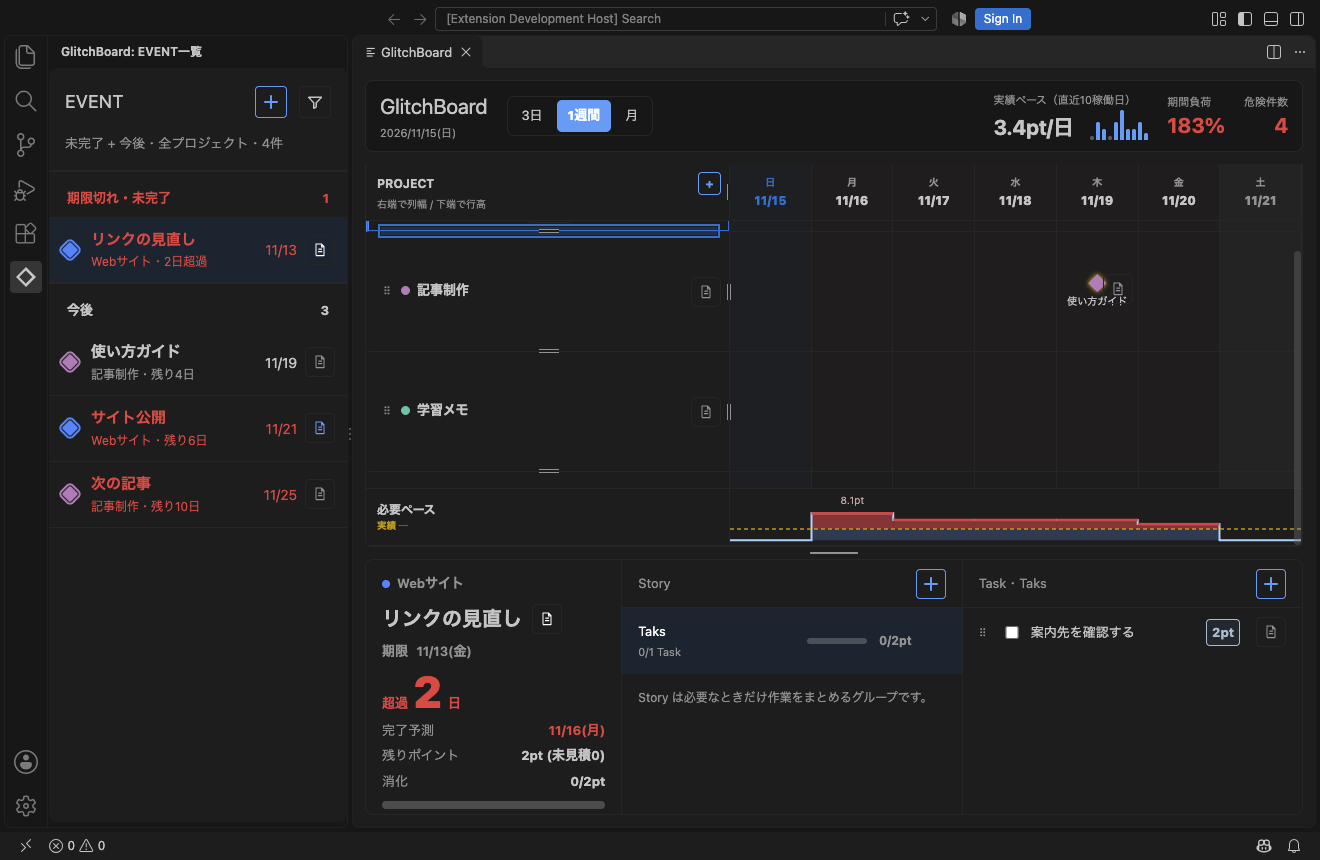 [Extension Development Host] Search
Sign In
GlitchBoard: EVENT一覧
EVENT
未完了 + 今後・全プロジェクト・4件
期限切れ・未完了 1
リンクの見直し
Webサイト・2日超過
11/13
今後 3
使い方ガイド
記事制作・残り4日
11/19
サイト公開
Webサイト・残り6日
11/21
次の記事
記事制作・残り10日
11/25
GlitchBoard
GlitchBoard
2026/11/15(日)
3日 1週間 月
実績ペース（直近10稼働日）
3.4pt/日
期間負荷
183%
危険件数
4
PROJECT
右端で列幅 / 下端で行高
日 月 火 水 木 金 土
11/15 11/16 11/17 11/18 11/19 11/20 11/21
記事制作
使い方ガイド
学習メモ
必要ペース
実績 —
8.1pt
Webサイト
リンクの見直し
期限 11/13(金)
超過 2 日
完了予測 11/16(月)
残りポイント 2pt (未見積0)
消化 0/2pt
Story
Taks
0/1 Task
0/2pt
Story は必要なときだけ作業をまとめるグループです。
Task・Taks
案内先を確認する 2pt
0 0